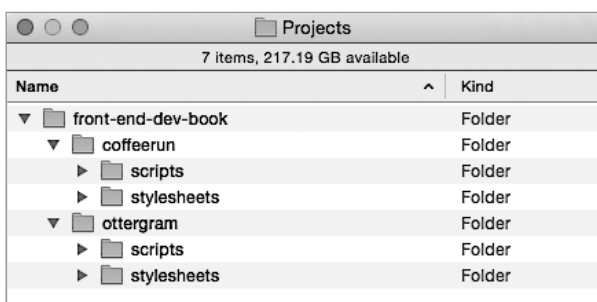 Projects
7 items, 217.19 GB available
Name Kind
front-end-dev-book Folder
coffeerun Folder
scripts Folder
stylesheets Folder
ottergram Folder
scripts Folder
stylesheets Folder